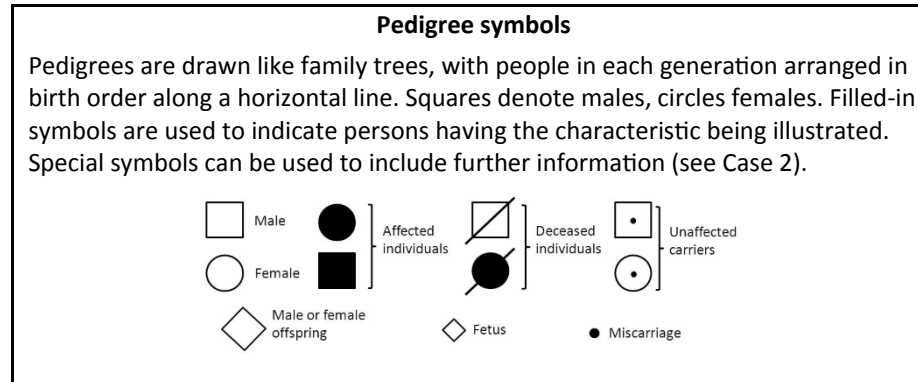 Pedigree symbols
Pedigrees are drawn like family trees, with people in each generation arranged in
birth order along a horizontal line. Squares denote males, circles females. Filled-in
symbols are used to indicate persons having the characteristic being illustrated.
Special symbols can be used to include further information (see Case 2).
Male
Female
Affected
individuals
Deceased
individuals
Unaffected
carriers
Male or female
offspring
Fetus
Miscarriage